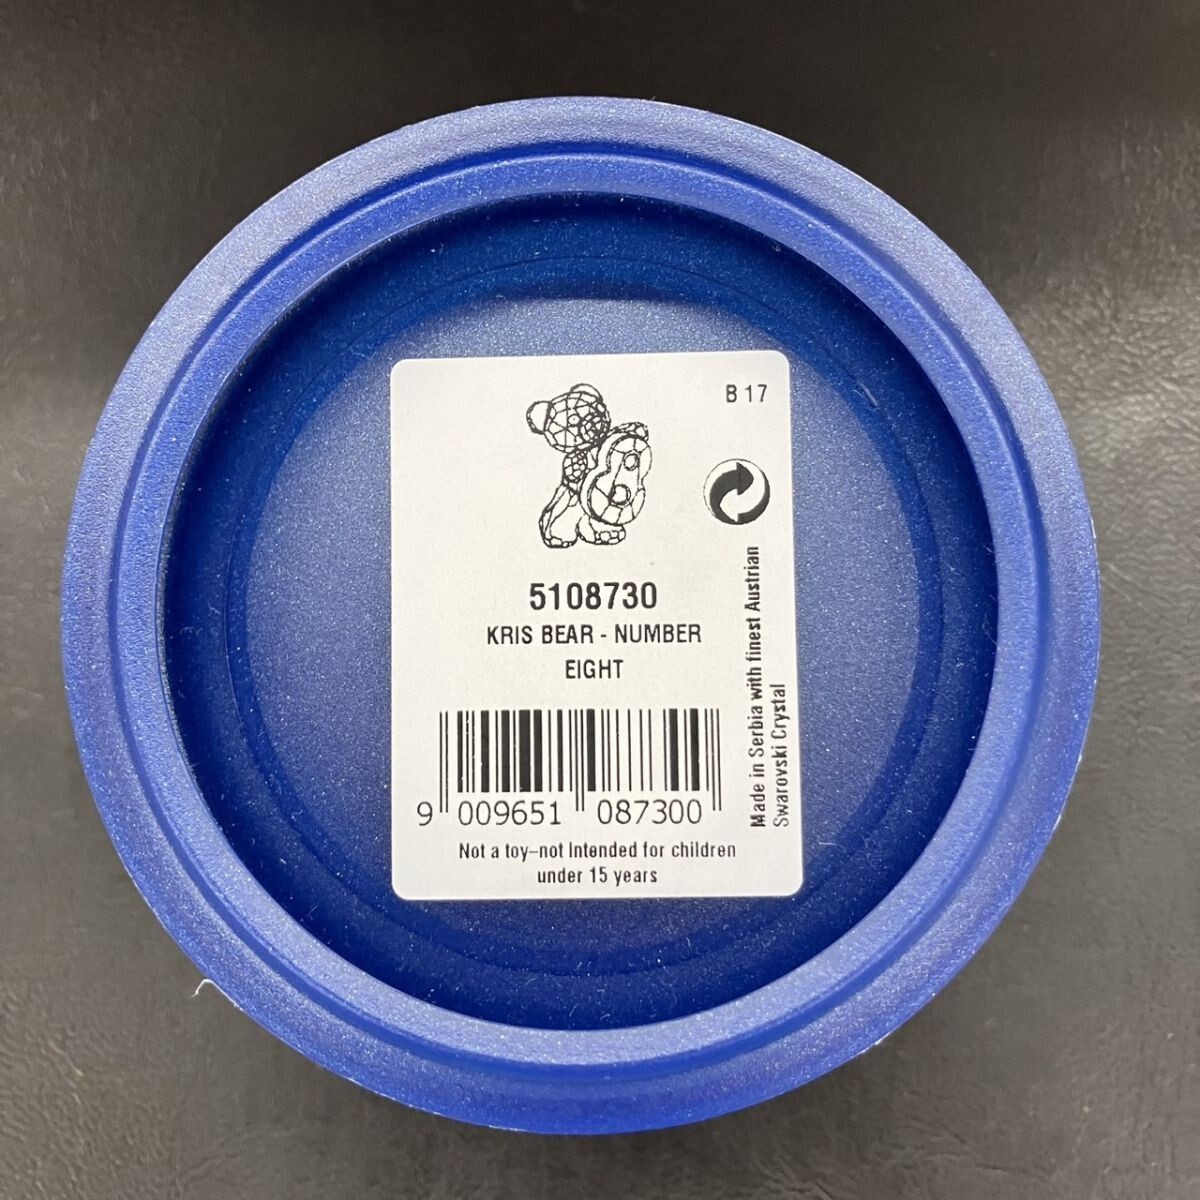 B 17
8
5108730
KRIS BEAR - NUMBER
EIGHT
9 009651 087300
Not a toy–not Intended for children
under 15 years
Made in Serbia with finest Austrian
Swarovski Crystal